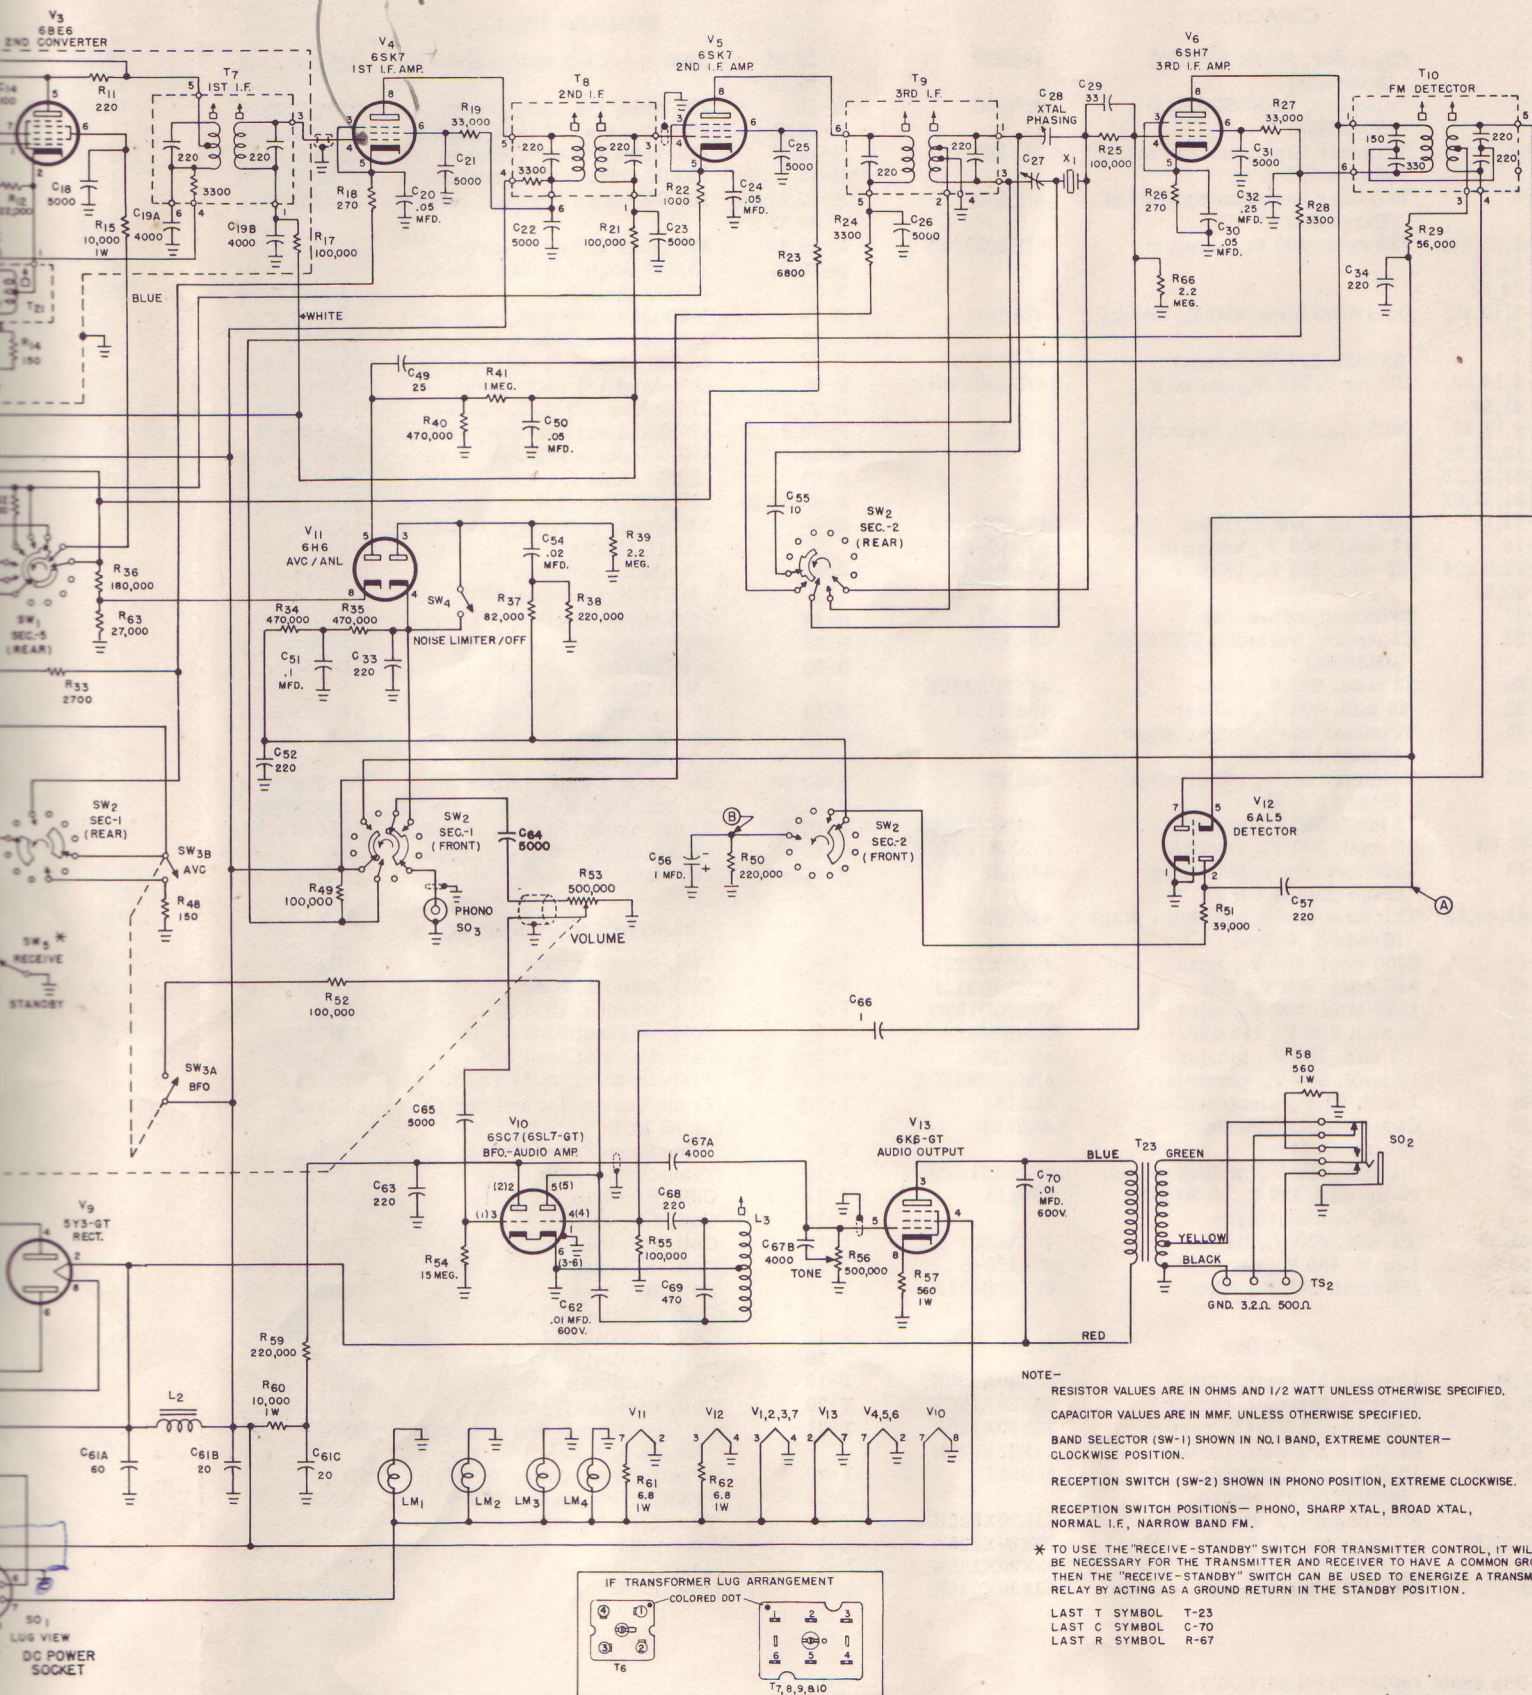 V3
6BE6
2ND CONVERTER
V4
6SK7
1ST I.F. AMP.
V5
6SK7
2ND I.F. AMP.
V6
6SH7
3RD I.F. AMP.
R11
220
T7
1ST I.F.
R19
33,000
T8
2ND I.F.
T9
3RD I.F.
C28
XTAL
PHASING
C29
33
R27
33,000
T10
FM DETECTOR
C18
5000
220
220
3300
R12
22,000
R15
10,000
1W
C19A
4000
C19B
4000
R17
100,000
R18
270
C20
.05
MFD.
C21
5000
220
220
3300
C22
5000
R21
100,000
C23
5000
R22
1000
C24
.05
MFD.
C25
5000
R23
6800
220
220
R24
3300
C26
5000
C27
X1
R25
100,000
R26
270
C30
.05
MFD.
C31
5000
C32
.25
MFD.
R28
3300
150
330
220
220
R29
56,000
C34
220
R66
2.2
MEG.
T21
R14
150
BLUE
WHITE
C49
25
R41
1 MEG.
R40
470,000
C50
.05
MFD.
C55
10
SW2
SEC.-2
(REAR)
V11
6H6
AVC/ANL
C54
.02
MFD.
R39
2.2
MEG.
SW4
R37
82,000
R38
220,000
R36
180,000
R63
27,000
SW1
SEC-5
(REAR)
R34
470,000
R35
470,000
NOISE LIMITER/OFF
C51
.1
MFD.
C33
220
R33
2700
C52
220
SW2
SEC-1
(REAR)
SW2
SEC.-1
(FRONT)
C64
5000
B
SW2
SEC-2
(FRONT)
V12
6AL5
DETECTOR
SW3B
AVC
R48
150
R49
100,000
PHONO
SO3
R53
500,000
VOLUME
C56
1 MFD.
R50
220,000
C57
220
R51
39,000
A
SW5 *
RECEIVE
STANDBY
R52
100,000
C66
1
SW3A
BFO
R58
560
1W
C65
5000
V10
6SC7(6SL7-GT)
BFO.-AUDIO AMP.
C67A
4000
V13
6K6-GT
AUDIO OUTPUT
BLUE
T23
GREEN
SO2
C63
220
C68
220
L3
C70
.01
MFD.
600V.
V9
5Y3-GT
RECT.
R54
15 MEG.
R55
100,000
C67B
4000
TONE
R56
500,000
YELLOW
BLACK
C62
.01 MFD.
600V.
C69
470
R57
560
1W
GND. 3.2Ω 500Ω
TS2
RED
R59
220,000
R60
10,000
1W
L2
C61A
60
C61B
20
C61C
20
LM1
LM2
LM3
LM4
V11
V12
V1,2,3,7
V13
V4,5,6
V10
R61
6.8
1W
R62
6.8
1W
NOTE-
RESISTOR VALUES ARE IN OHMS AND 1/2 WATT UNLESS OTHERWISE SPECIFIED.
CAPACITOR VALUES ARE IN MMF. UNLESS OTHERWISE SPECIFIED.
BAND SELECTOR (SW-1) SHOWN IN NO.1 BAND, EXTREME COUNTER-
CLOCKWISE POSITION.
RECEPTION SWITCH (SW-2) SHOWN IN PHONO POSITION, EXTREME CLOCKWISE.
RECEPTION SWITCH POSITIONS— PHONO, SHARP XTAL, BROAD XTAL,
NORMAL I.F., NARROW BAND FM.
* TO USE THE "RECEIVE-STANDBY" SWITCH FOR TRANSMITTER CONTROL, IT WIL
BE NECESSARY FOR THE TRANSMITTER AND RECEIVER TO HAVE A COMMON GRO
THEN THE "RECEIVE-STANDBY" SWITCH CAN BE USED TO ENERGIZE A TRANSM
RELAY BY ACTING AS A GROUND RETURN IN THE STANDBY POSITION.
LAST T SYMBOL T-23
LAST C SYMBOL C-70
LAST R SYMBOL R-67
SO1
LUG VIEW
DC POWER
SOCKET
IF TRANSFORMER LUG ARRANGEMENT
COLORED DOT
T6
T7,8,9,&10